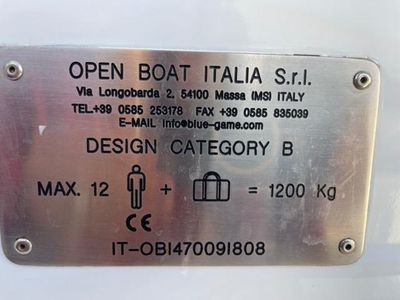 OPEN BOAT ITALIA S.r.l.
Via Longobarda 2, 54100 Massa (MS) ITALY
TEL.+39 0585 253178 FAX +39 0585 835039
E-MAIL info@blue-game.com
DESIGN CATEGORY B
MAX. 12 + = 1200 Kg
CE
IT-OBI47009I808